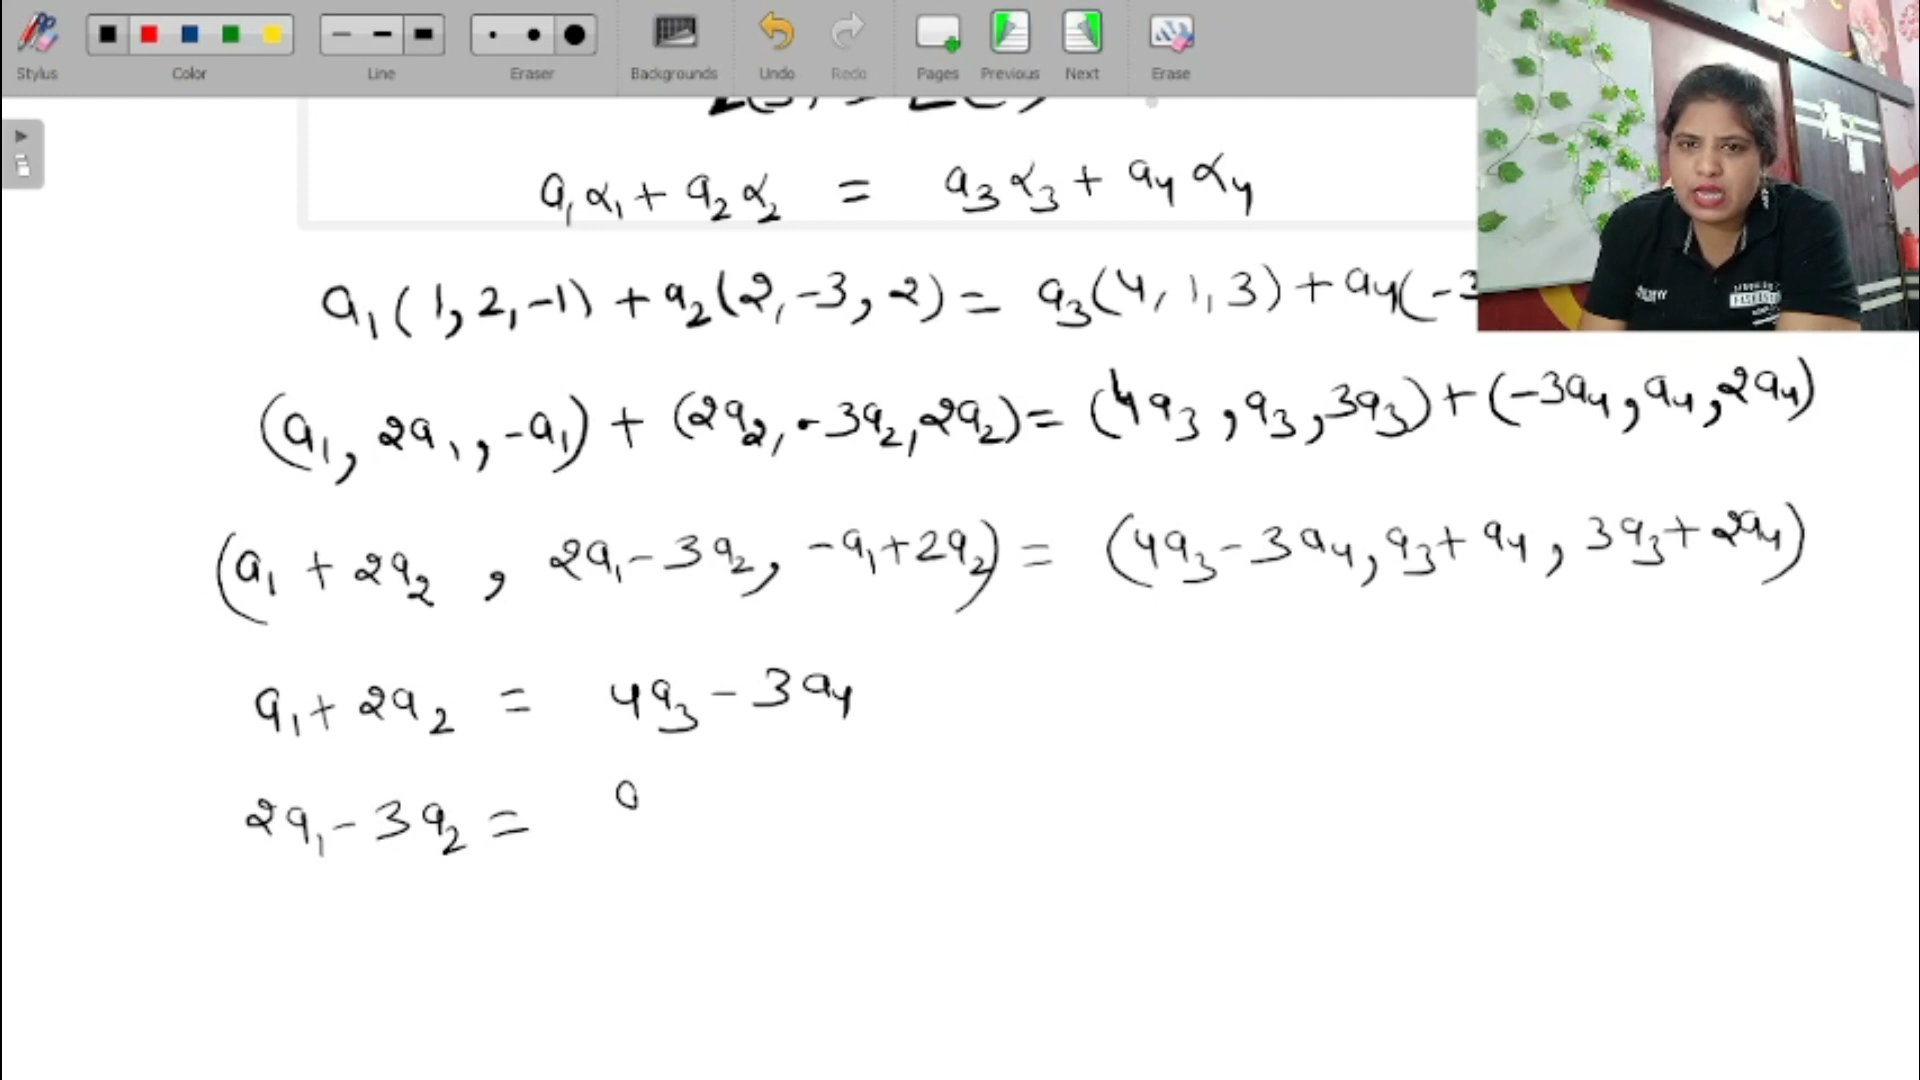 Stylus Color Line Eraser Backgrounds Undo Redo Pages Previous Next Erase
a₁α₁ + a₂α₂ = a₃α₃ + a₄α₄
a₁(1, 2, -1) + a₂(2, -3, 2) = a₃(4, 1, 3) + a₄(-3
(a₁, 2a₁, -a₁) + (2a₂, -3a₂, 2a₂) = (4a₃, a₃, 3a₃) + (-3a₄, a₄, 2a₄)
(a₁ + 2a₂, 2a₁ - 3a₂, -a₁ + 2a₂) = (4a₃ - 3a₄, a₃ + a₄, 3a₃ + 2a₄)
a₁ + 2a₂ = 4a₃ - 3a₄
2a₁ - 3a₂ =